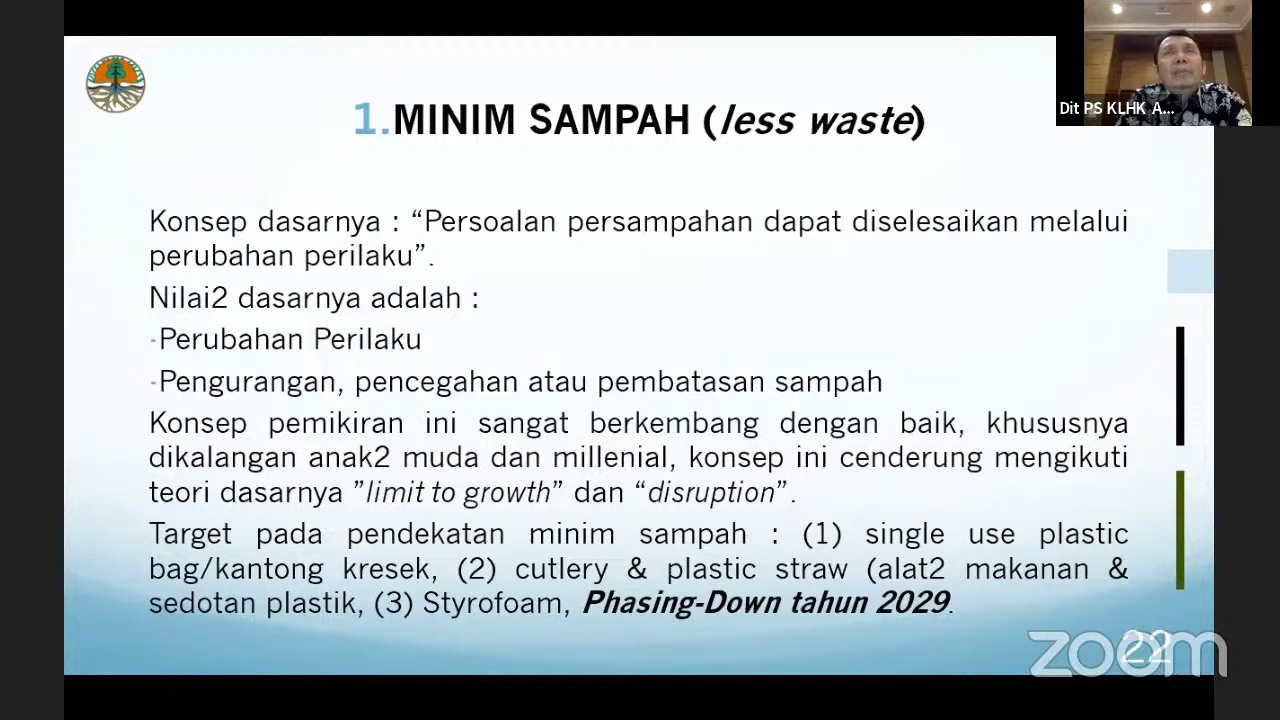 1.MINIM SAMPAH (less waste)
Dit PS KLHK A...
Konsep dasarnya : “Persoalan persampahan dapat diselesaikan melalui
perubahan perilaku”.
Nilai2 dasarnya adalah :
-Perubahan Perilaku
-Pengurangan, pencegahan atau pembatasan sampah
Konsep pemikiran ini sangat berkembang dengan baik, khususnya
dikalangan anak2 muda dan millenial, konsep ini cenderung mengikuti
teori dasarnya ”limit to growth” dan “disruption”.
Target pada pendekatan minim sampah : (1) single use plastic
bag/kantong kresek, (2) cutlery & plastic straw (alat2 makanan &
sedotan plastik, (3) Styrofoam, Phasing-Down tahun 2029.
22
zoom